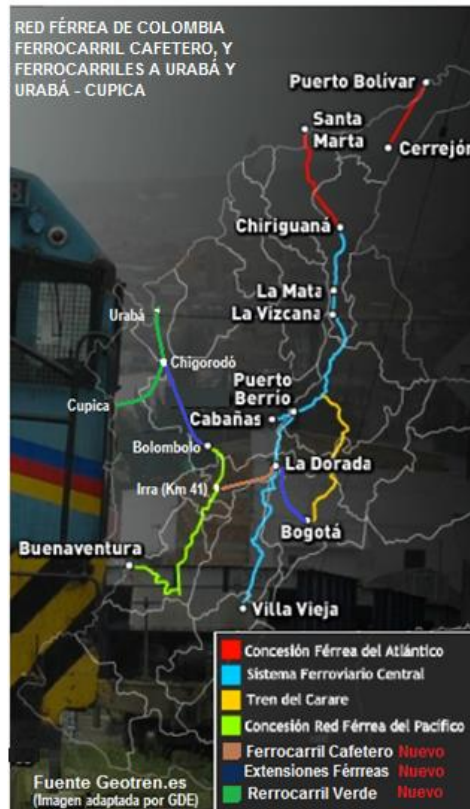 RED FÉRREA DE COLOMBIA
FERROCARRIL CAFETERO, Y
FERROCARRILES A URABÁ Y
URABÁ - CUPICA
Puerto Bolívar
Santa
Marta
Cerrejón
Chiriguaná
La Mata
La Vizcana
Urabá
Chigorodó
Puerto
Berrio
Cupica
Cabañas
Bolombolo
La Dorada
Irra (Km 41)
Bogotá
Buenaventura
Villa Vieja
Concesión Férrea del Atlántico
Sistema Ferroviario Central
Tren del Carare
Concesión Red Férrea del Pacífico
Ferrocarril Cafetero Nuevo
Extensiones Férrreas Nuevo
Rerrocarril Verde Nuevo
Fuente Geotren.es
(Imagen adaptada por GDE)